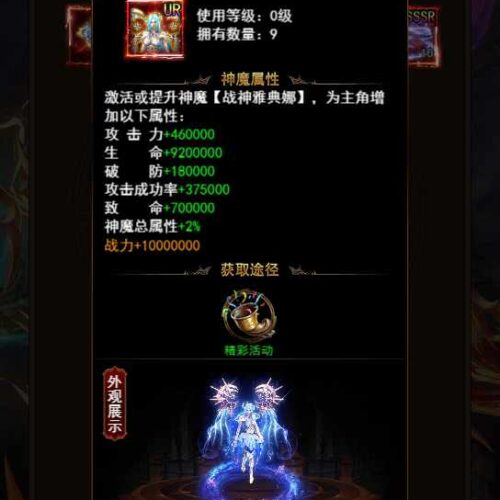 UR
SSSR
使用等级：0级
拥有数量：9
神魔属性
激活或提升神魔【战神雅典娜】，为主角增
加以下属性：
攻击力+460000
生命+9200000
破防+180000
攻击成功率+375000
致命+700000
神魔总属性+2%
战力+10000000
获取途径
精彩活动
外观展示